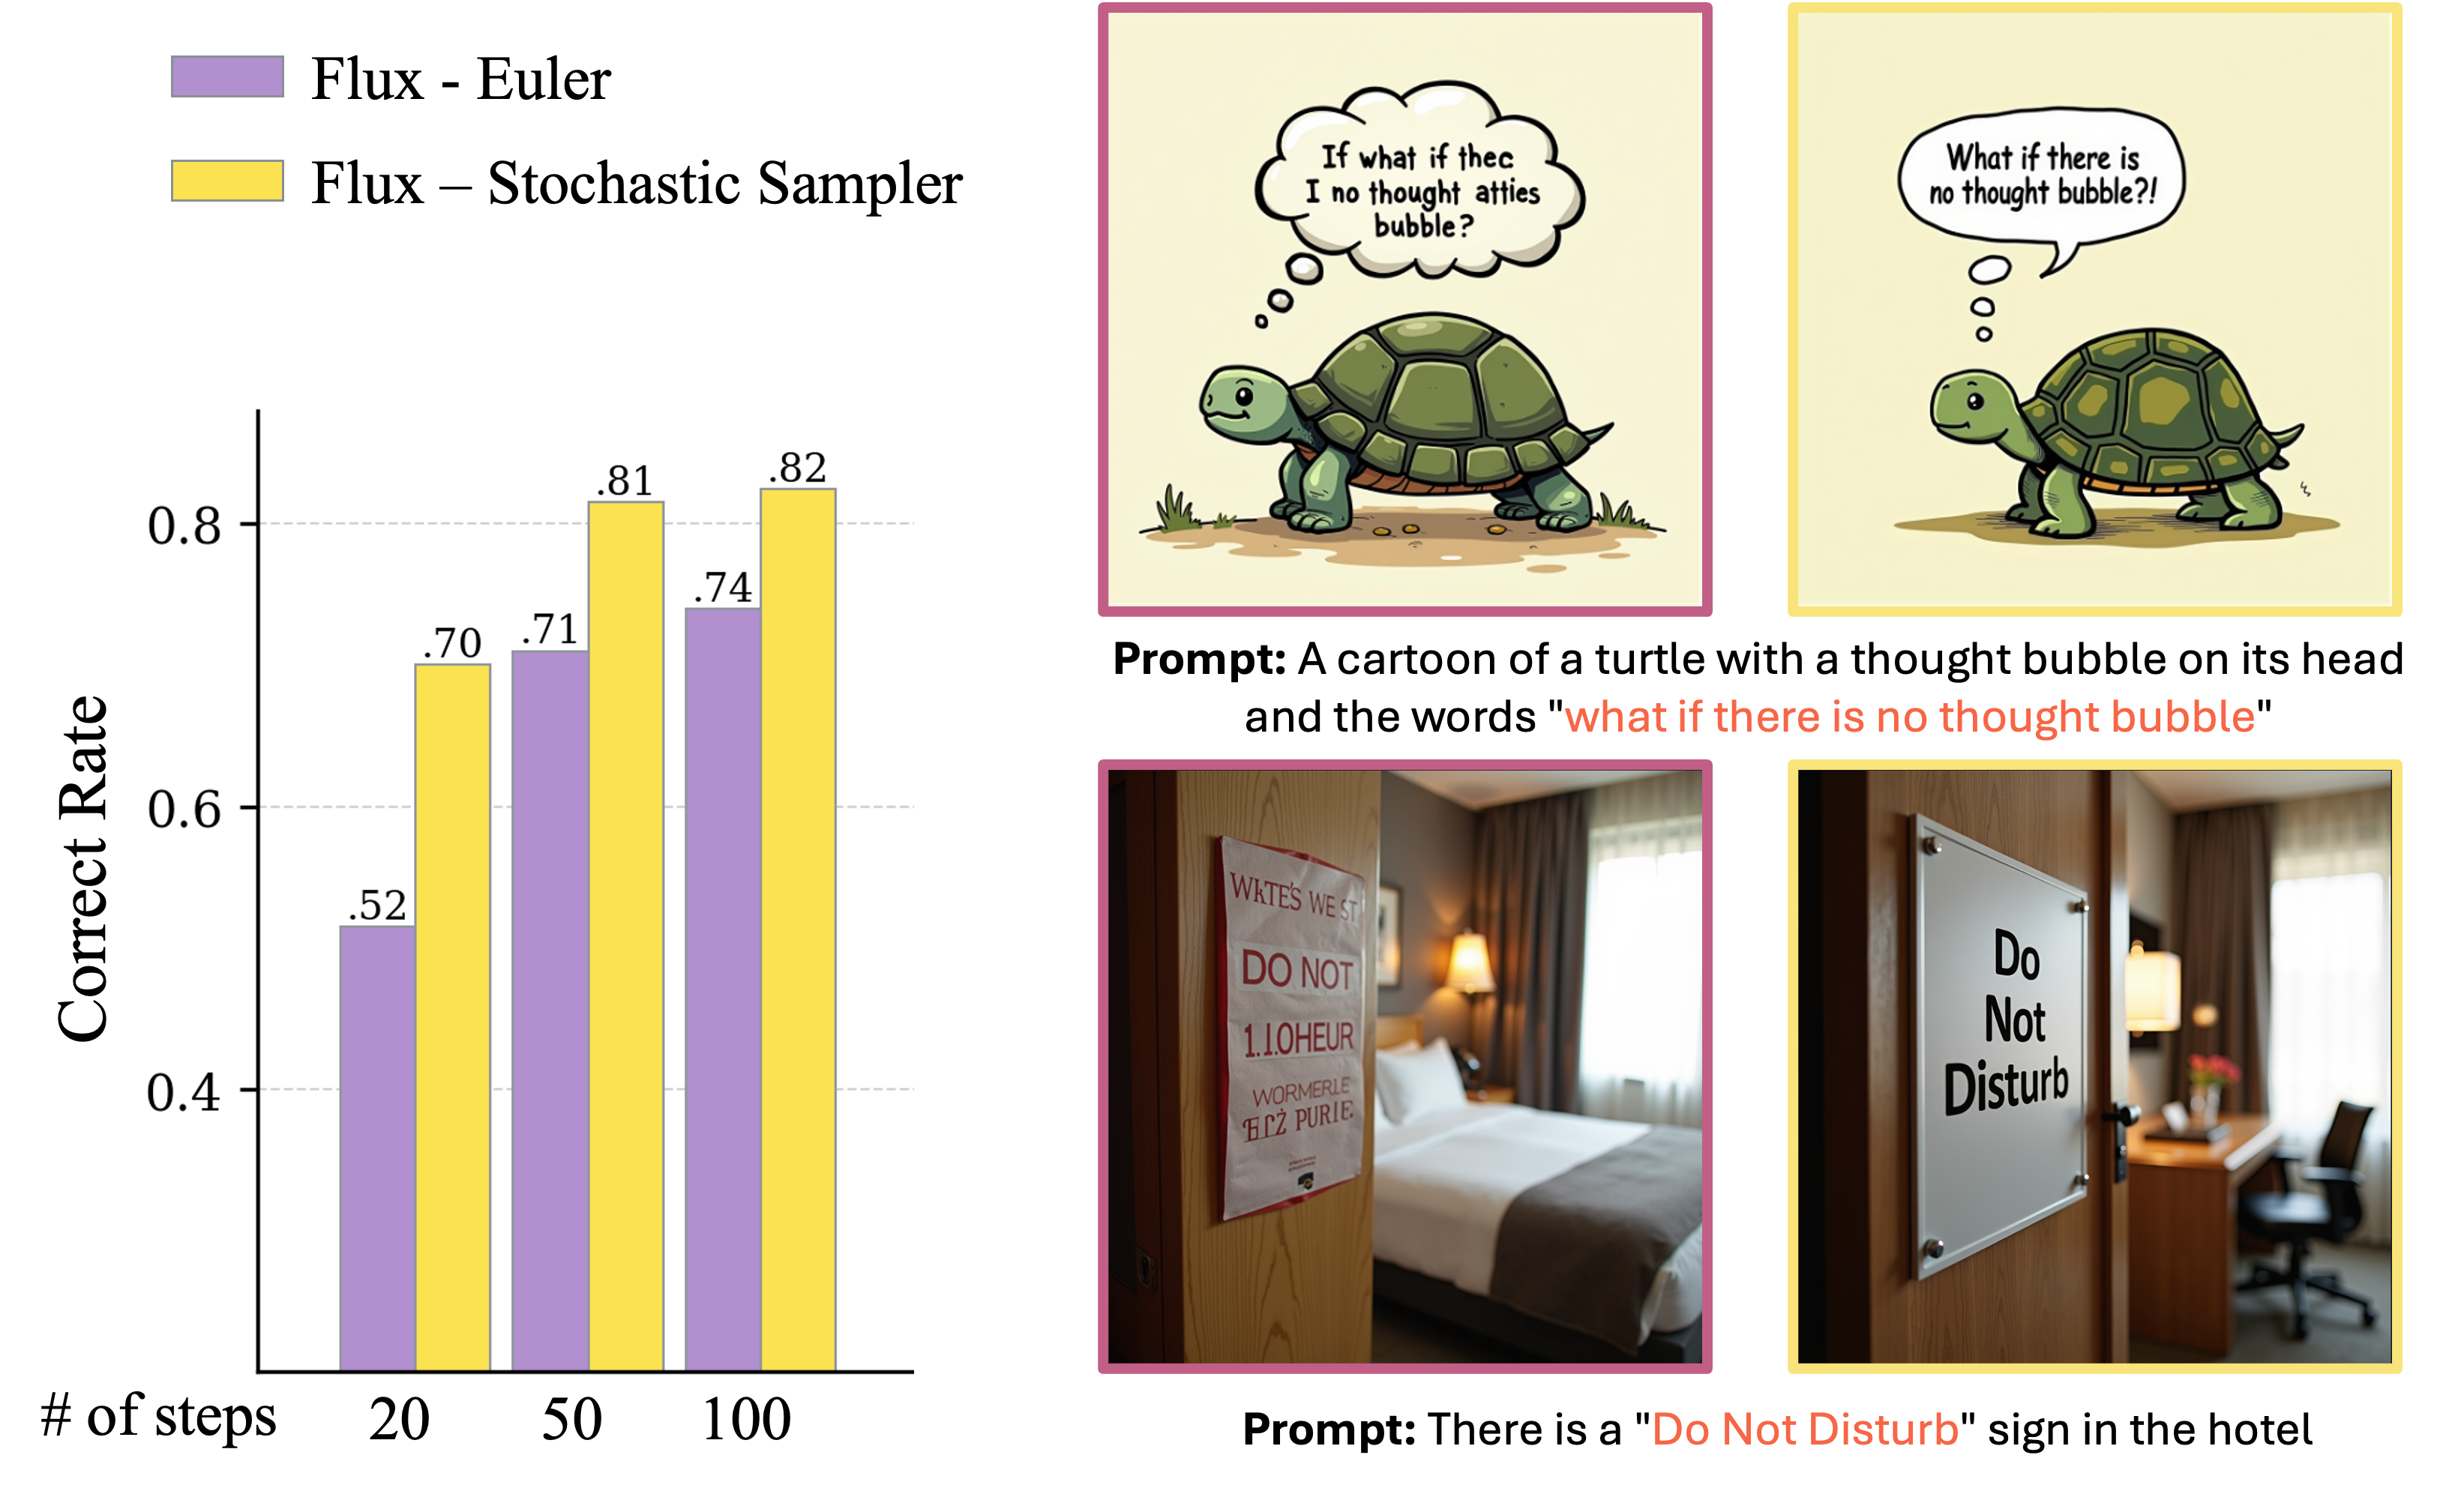 Flux - Euler
Flux – Stochastic Sampler
Correct Rate
0.8
0.6
0.4
.52
.70
.71
.81
.74
.82
# of steps 20 50 100
If what if thec
I no thought atties
bubble?
What if there is
no thought bubble?!
Prompt: A cartoon of a turtle with a thought bubble on its head
and the words "what if there is no thought bubble"
WKTE'S WE ST
DO NOT
1.I.OHEUR
WORMERLE
PURIE
Do
Not
Disturb
Prompt: There is a "Do Not Disturb" sign in the hotel